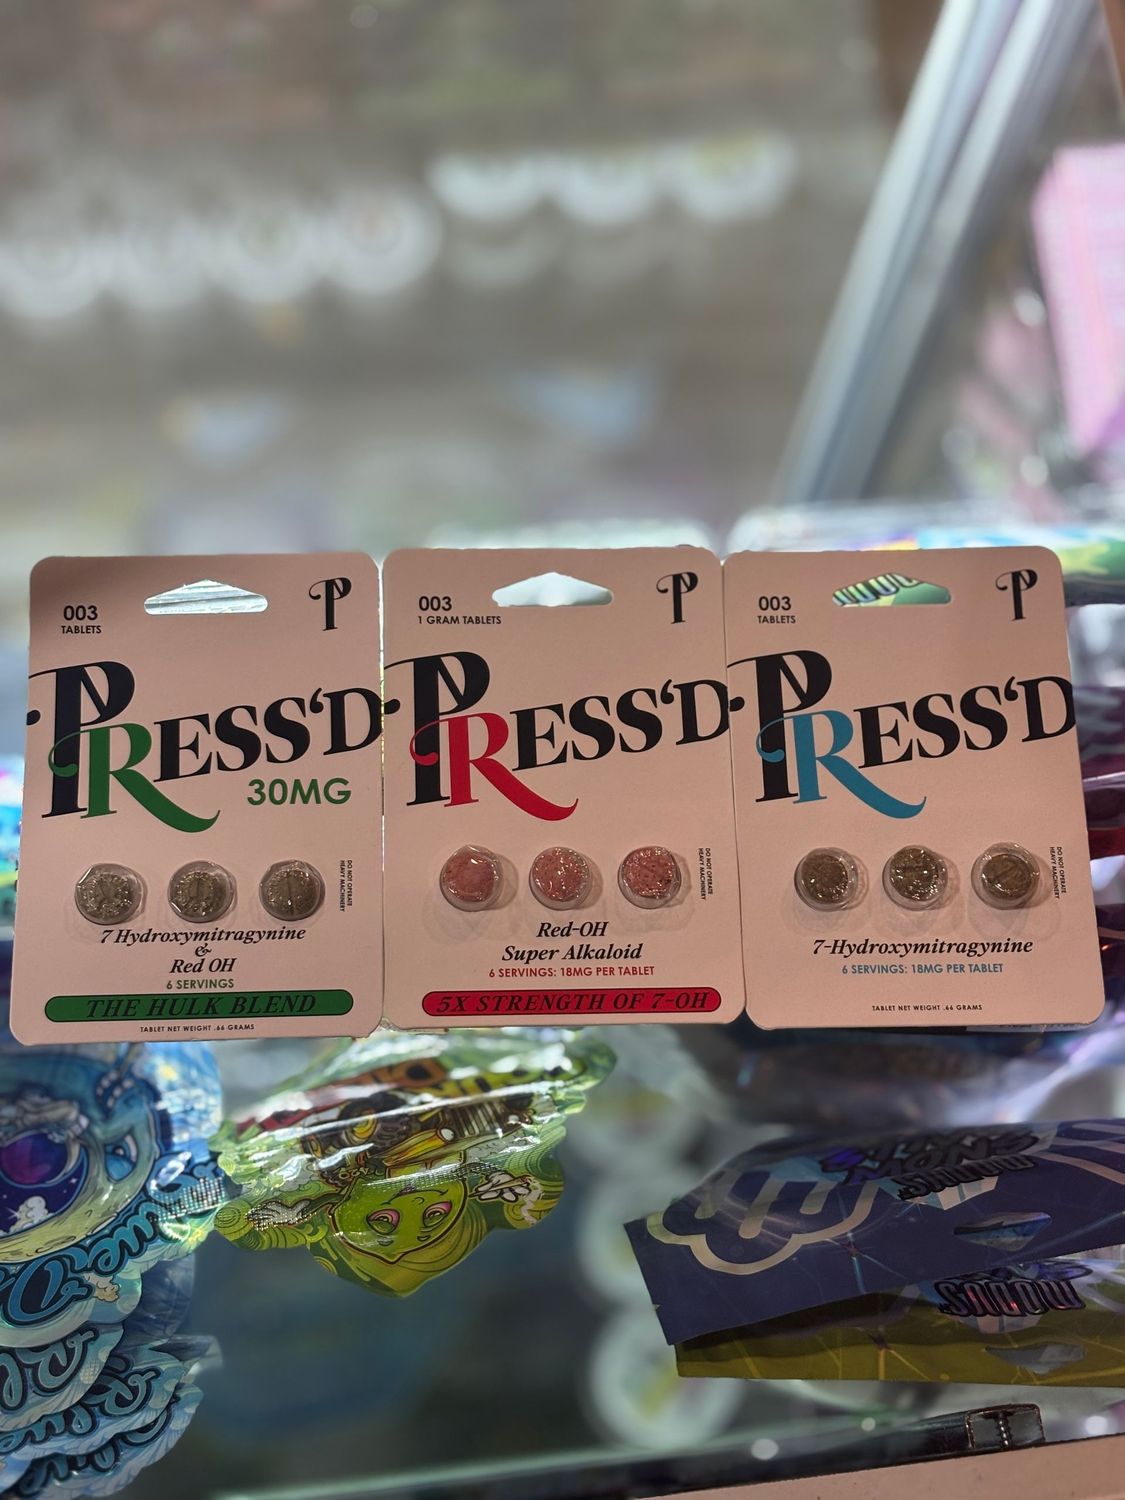 003
TABLETS
P
PRESS'D
30MG
DO NOT OPERATE
HEAVY MACHINERY
7 Hydroxymitragynine
&
Red OH
6 SERVINGS
THE HULK BLEND
TABLET NET WEIGHT .66 GRAMS
003
1 GRAM TABLETS
P
PRESS'D
DO NOT OPERATE
HEAVY MACHINERY
Red-OH
Super Alkaloid
6 SERVINGS: 18MG PER TABLET
5X STRENGTH OF 7-OH
003
TABLETS
P
PRESS'D
DO NOT OPERATE
HEAVY MACHINERY
7-Hydroxymitragynine
6 SERVINGS: 18MG PER TABLET
TABLET NET WEIGHT .66 GRAMS